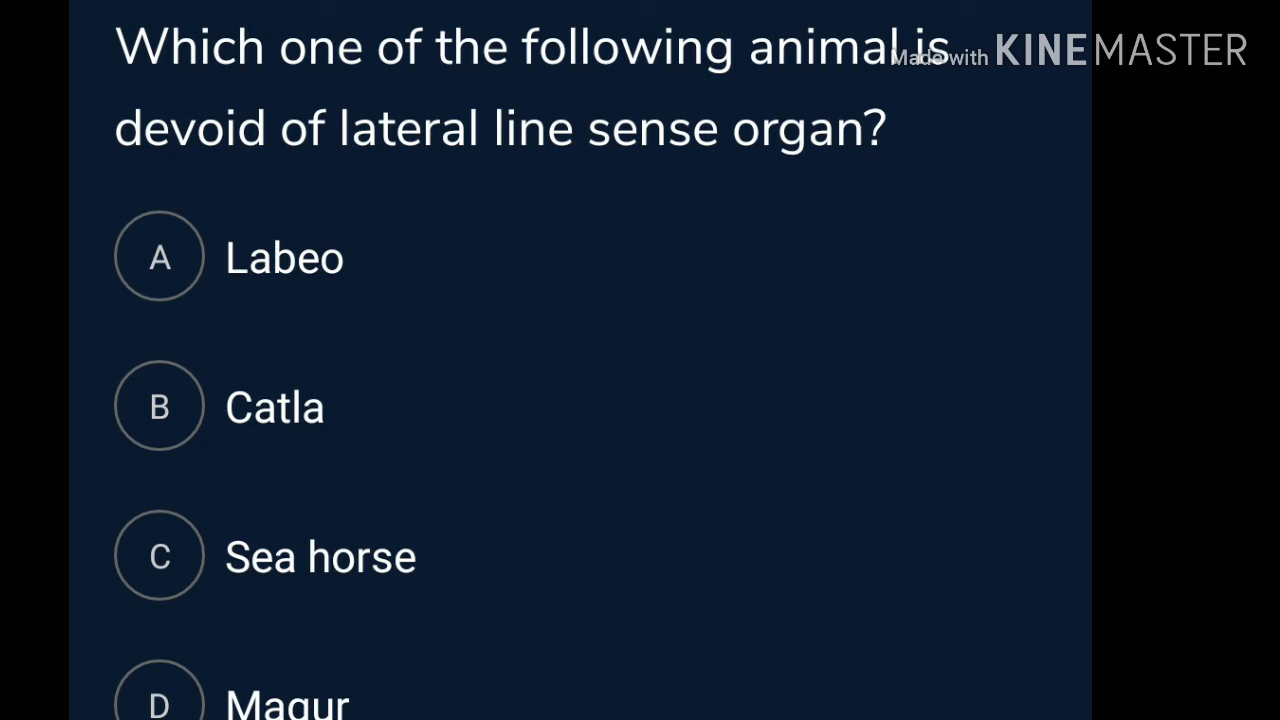 Which one of the following animal is
Made with KINEMASTER
devoid of lateral line sense organ?
A Labeo
B Catla
C Sea horse
D Magur